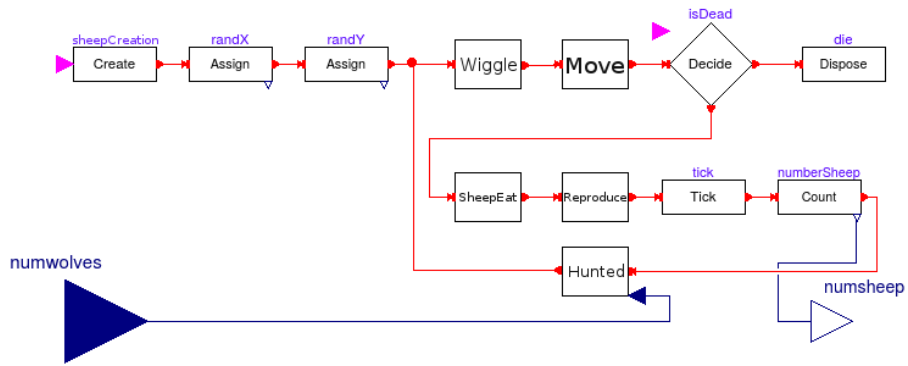 isDead
sheepCreation
randX
randY
die
Create
Assign
Assign
Wiggle
Move
Decide
Dispose
tick
numberSheep
SheepEat
Reproduce
Tick
Count
numwolves
Hunted
numsheep